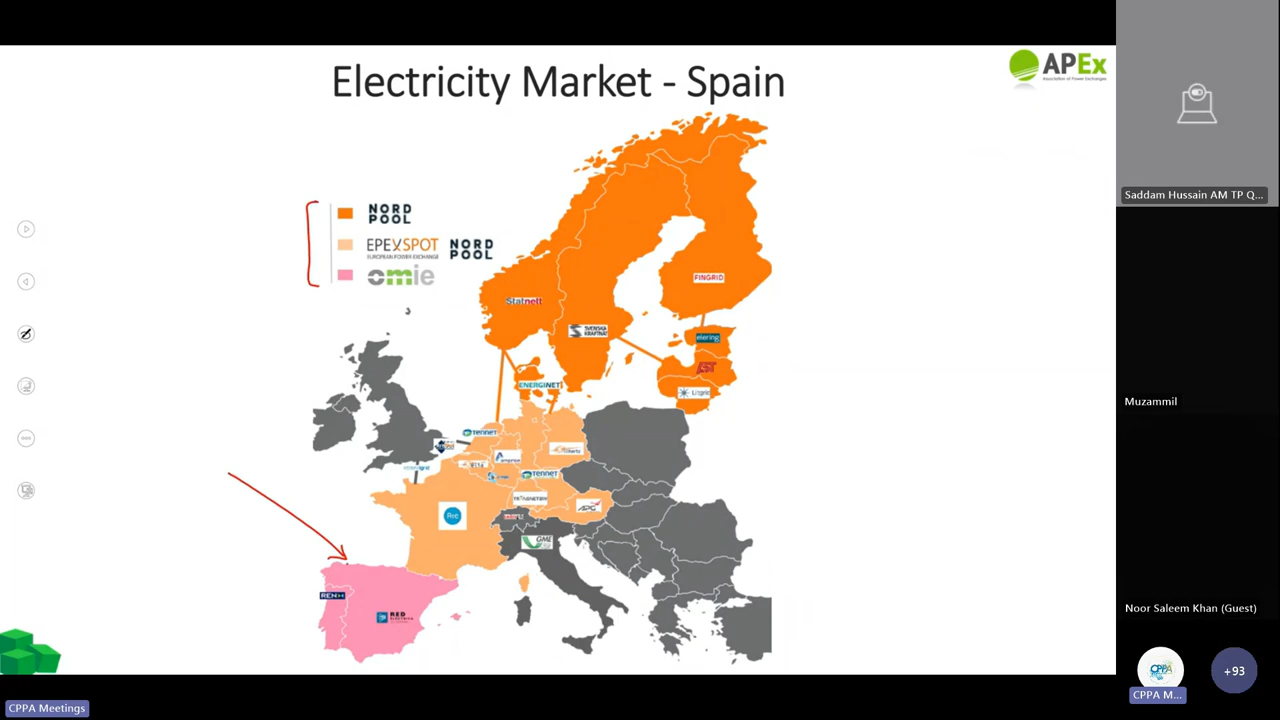 Electricity Market - Spain
APEx
Association of Power Exchanges
NORD
POOL
EPEXSPOT
EUROPEAN POWER EXCHANGE
NORD
POOL
omie
Statnett
FINGRID
SVENSKA
KRAFTNÄT
elering
AST
Litgrid
ENERGINET
TENNET
Amprion
TENNET
APG
Rte
GME
REN
RED
ELECTRICA
Saddam Hussain AM TP Q...
Muzammil
Noor Saleem Khan (Guest)
CPPA
CPPA M...
+93
CPPA Meetings